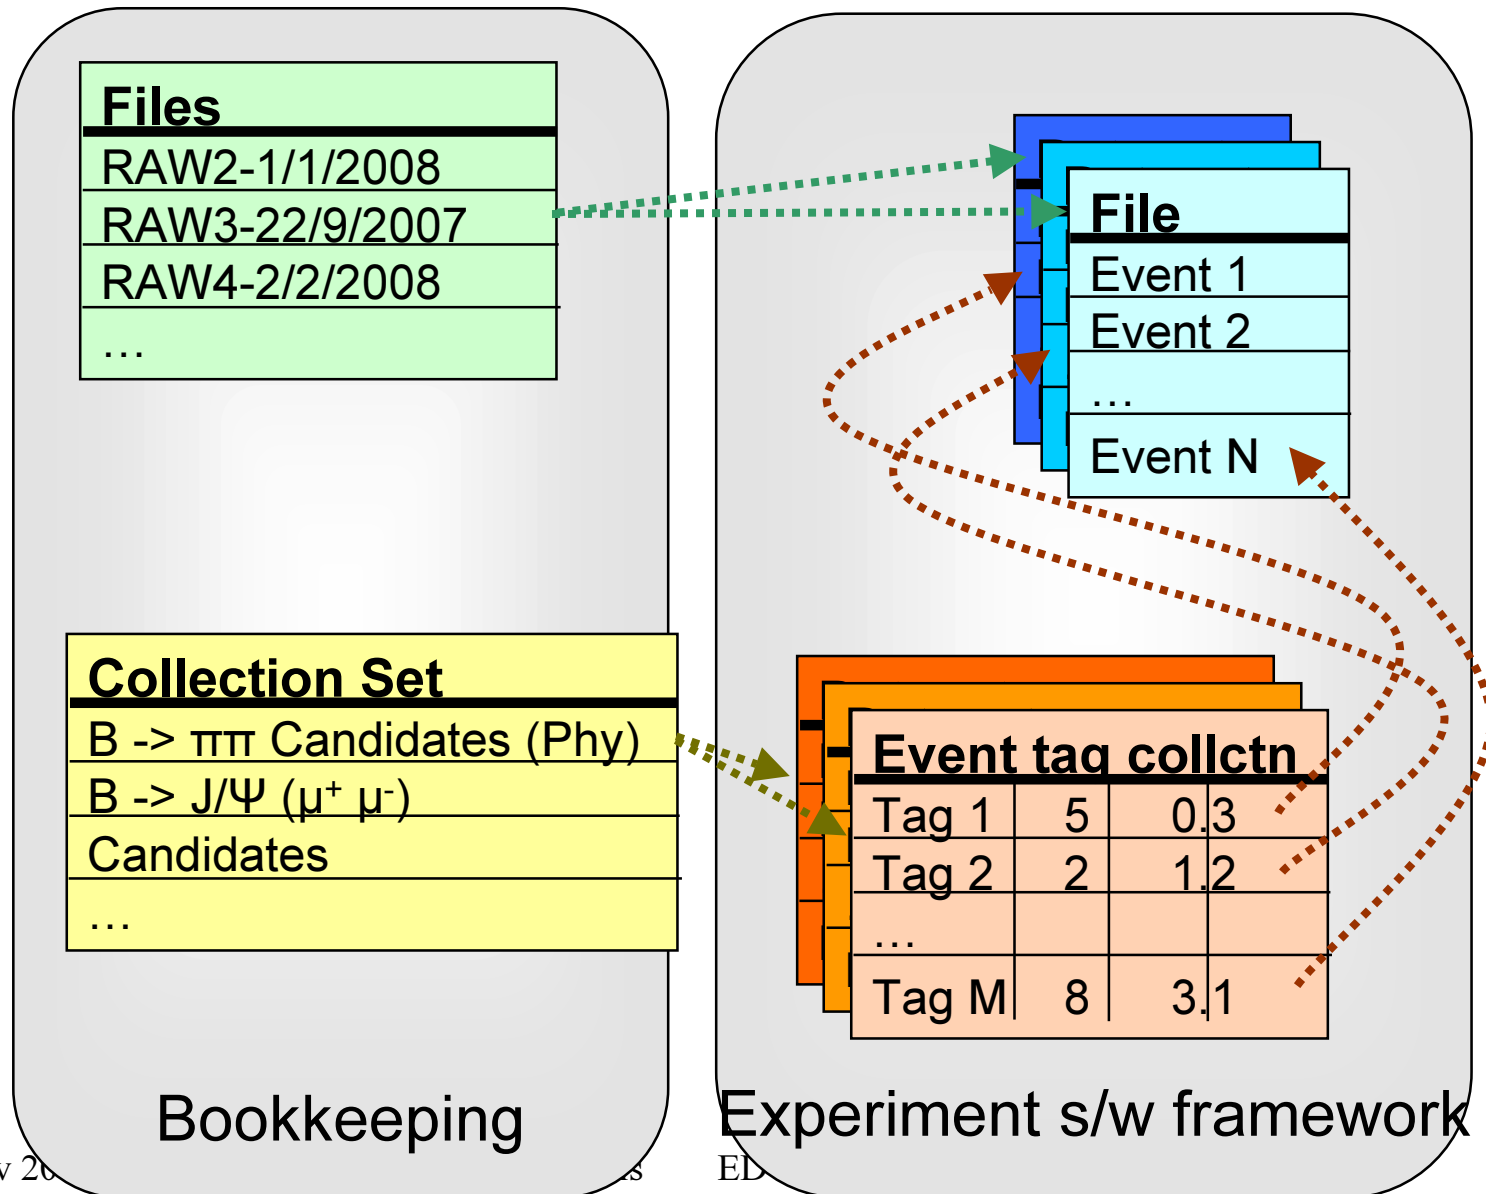 Files
RAW2-1/1/2008
RAW3-22/9/2007
RAW4-2/2/2008
…
File
Event 1
Event 2
…
Event N
Collection Set
B -> ππ Candidates (Phy)
B -> J/Ψ (μ⁺ μ⁻)
Candidates
…
Event tag collctn
Tag 1 5 0.3
Tag 2 2 1.2
…
Tag M 8 3.1
Bookkeeping
Experiment s/w framework